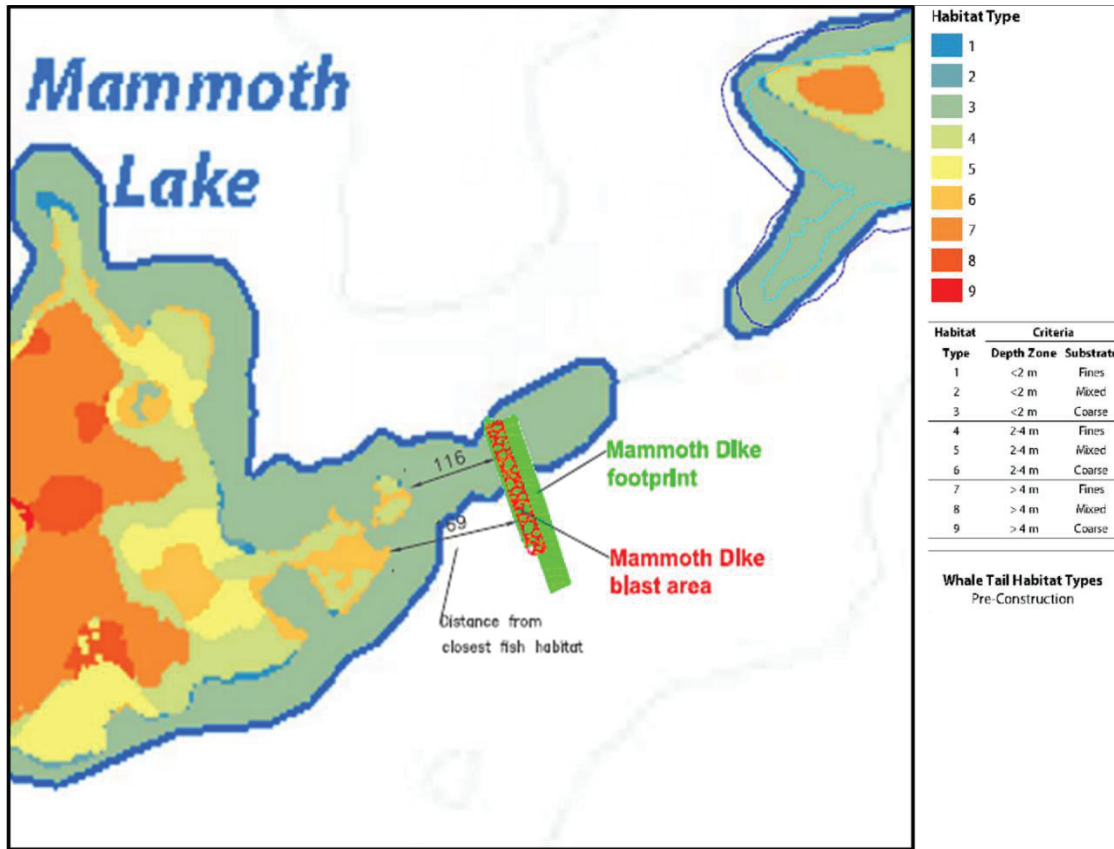 Mammoth
Lake
116
Mammoth Dike
footprint
Mammoth Dike
blast area
Distance from
closest fish habitat
Habitat Type
1
2
3
4
5
6
7
8
9
Habitat Criteria
Type Depth Zone Substrate
1 <2 m Fines
2 <2 m Mixed
3 <2 m Coarse
4 2-4 m Fines
5 2-4 m Mixed
6 2-4 m Coarse
7 > 4 m Fines
8 > 4 m Mixed
9 > 4 m Coarse
Whale Tail Habitat Types
Pre-Construction